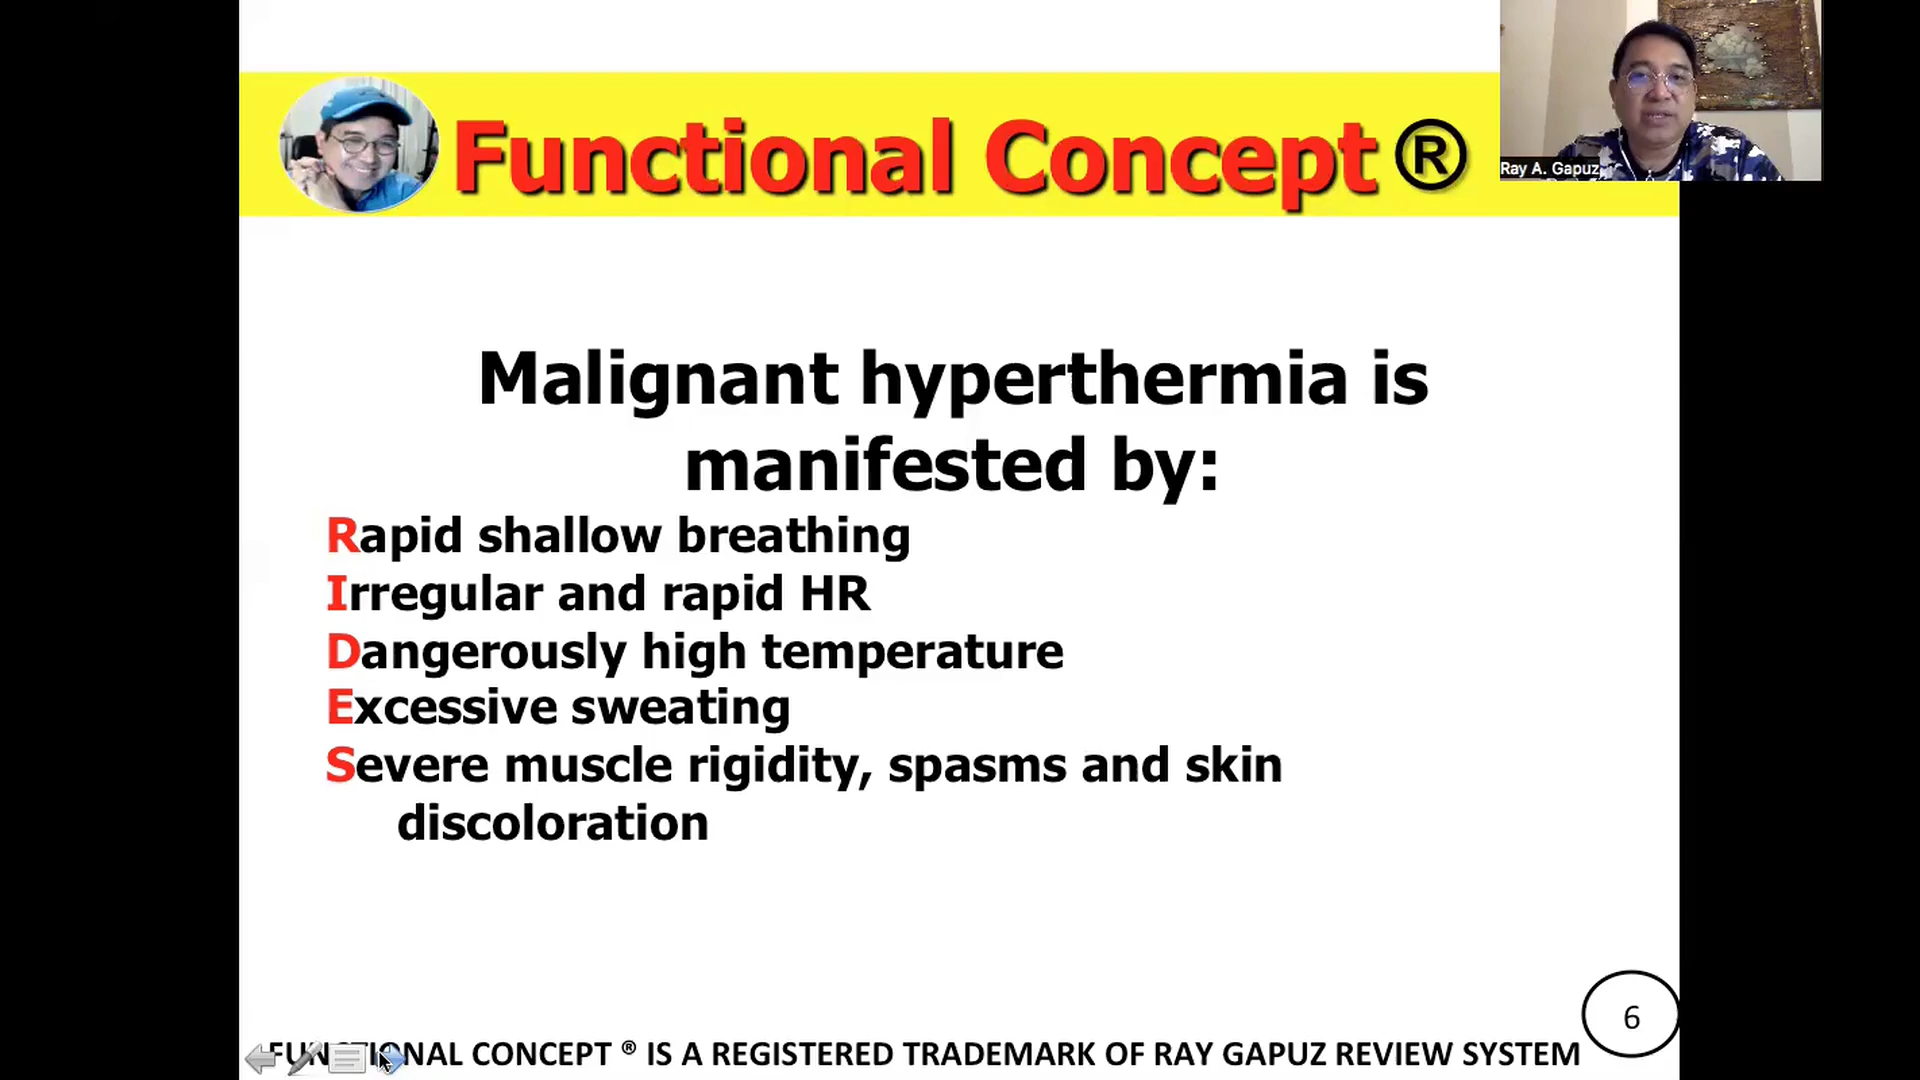 Functional Concept ®
Ray A. Gapuz
Malignant hyperthermia is
manifested by:
Rapid shallow breathing
Irregular and rapid HR
Dangerously high temperature
Excessive sweating
Severe muscle rigidity, spasms and skin
discoloration
6
FUNCTIONAL CONCEPT ® IS A REGISTERED TRADEMARK OF RAY GAPUZ REVIEW SYSTEM